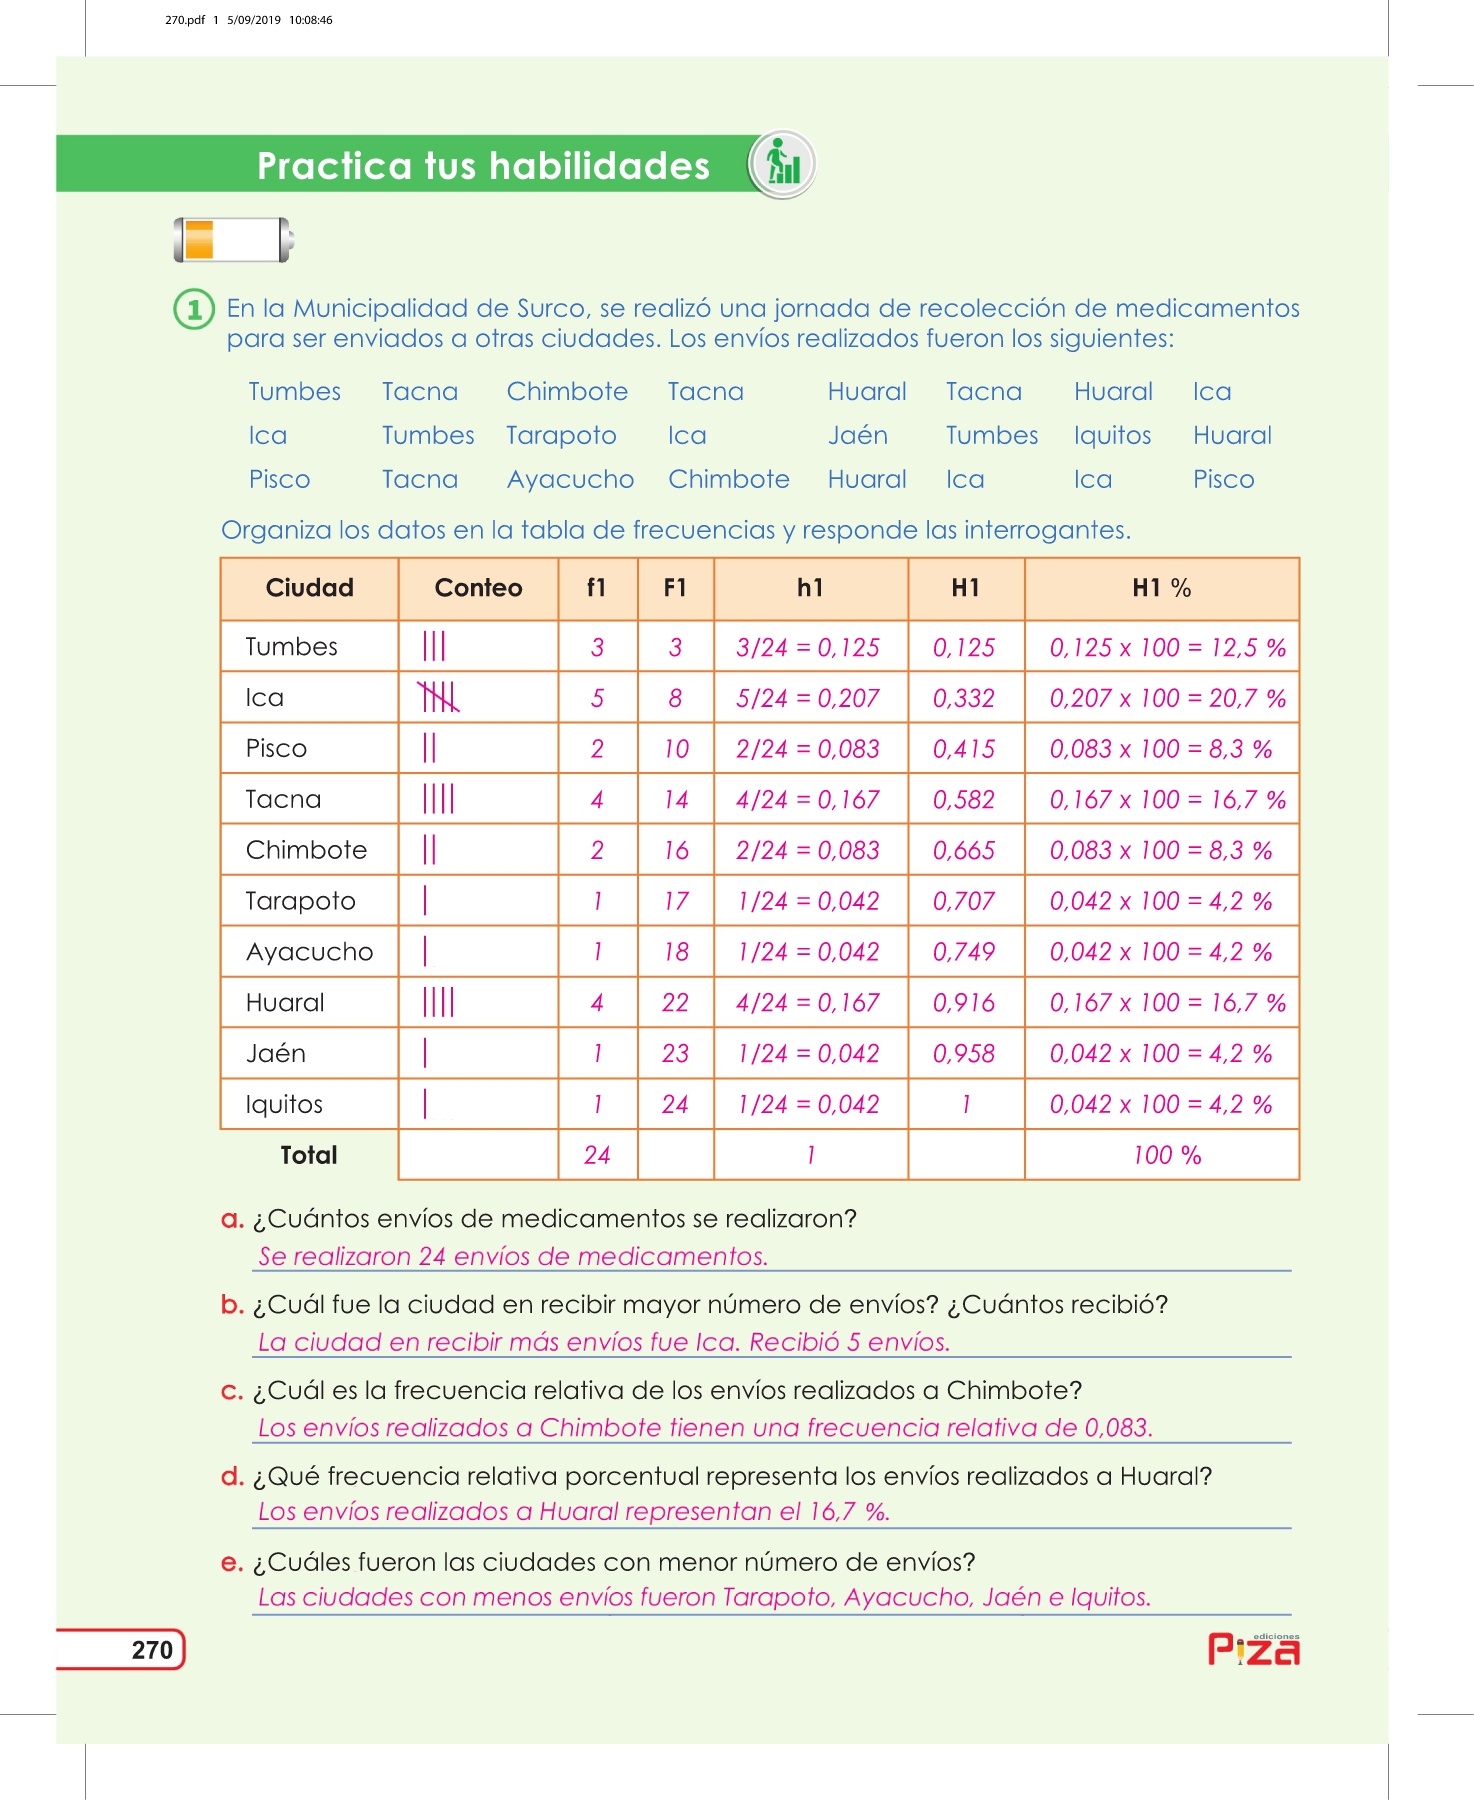 270.pdf 1 5/09/2019 10:08:46
Practica tus habilidades
1 En la Municipalidad de Surco, se realizó una jornada de recolección de medicamentos
para ser enviados a otras ciudades. Los envíos realizados fueron los siguientes:
Tumbes Tacna Chimbote Tacna Huaral Tacna Huaral Ica
Ica Tumbes Tarapoto Ica Jaén Tumbes Iquitos Huaral
Pisco Tacna Ayacucho Chimbote Huaral Ica Ica Pisco
Organiza los datos en la tabla de frecuencias y responde las interrogantes.
Ciudad Conteo f1 F1 h1 H1 H1 %
Tumbes 3 3 3/24 = 0,125 0,125 0,125 x 100 = 12,5 %
Ica 5 8 5/24 = 0,207 0,332 0,207 x 100 = 20,7 %
Pisco 2 10 2/24 = 0,083 0,415 0,083 x 100 = 8,3 %
Tacna 4 14 4/24 = 0,167 0,582 0,167 x 100 = 16,7 %
Chimbote 2 16 2/24 = 0,083 0,665 0,083 x 100 = 8,3 %
Tarapoto 1 17 1/24 = 0,042 0,707 0,042 x 100 = 4,2 %
Ayacucho 1 18 1/24 = 0,042 0,749 0,042 x 100 = 4,2 %
Huaral 4 22 4/24 = 0,167 0,916 0,167 x 100 = 16,7 %
Jaén 1 23 1/24 = 0,042 0,958 0,042 x 100 = 4,2 %
Iquitos 1 24 1/24 = 0,042 1 0,042 x 100 = 4,2 %
Total 24 1 100 %
a. ¿Cuántos envíos de medicamentos se realizaron?
Se realizaron 24 envíos de medicamentos.
b. ¿Cuál fue la ciudad en recibir mayor número de envíos? ¿Cuántos recibió?
La ciudad en recibir más envíos fue Ica. Recibió 5 envíos.
c. ¿Cuál es la frecuencia relativa de los envíos realizados a Chimbote?
Los envíos realizados a Chimbote tienen una frecuencia relativa de 0,083.
d. ¿Qué frecuencia relativa porcentual representa los envíos realizados a Huaral?
Los envíos realizados a Huaral representan el 16,7 %.
e. ¿Cuáles fueron las ciudades con menor número de envíos?
Las ciudades con menos envíos fueron Tarapoto, Ayacucho, Jaén e Iquitos.
270
ediciones
Piza